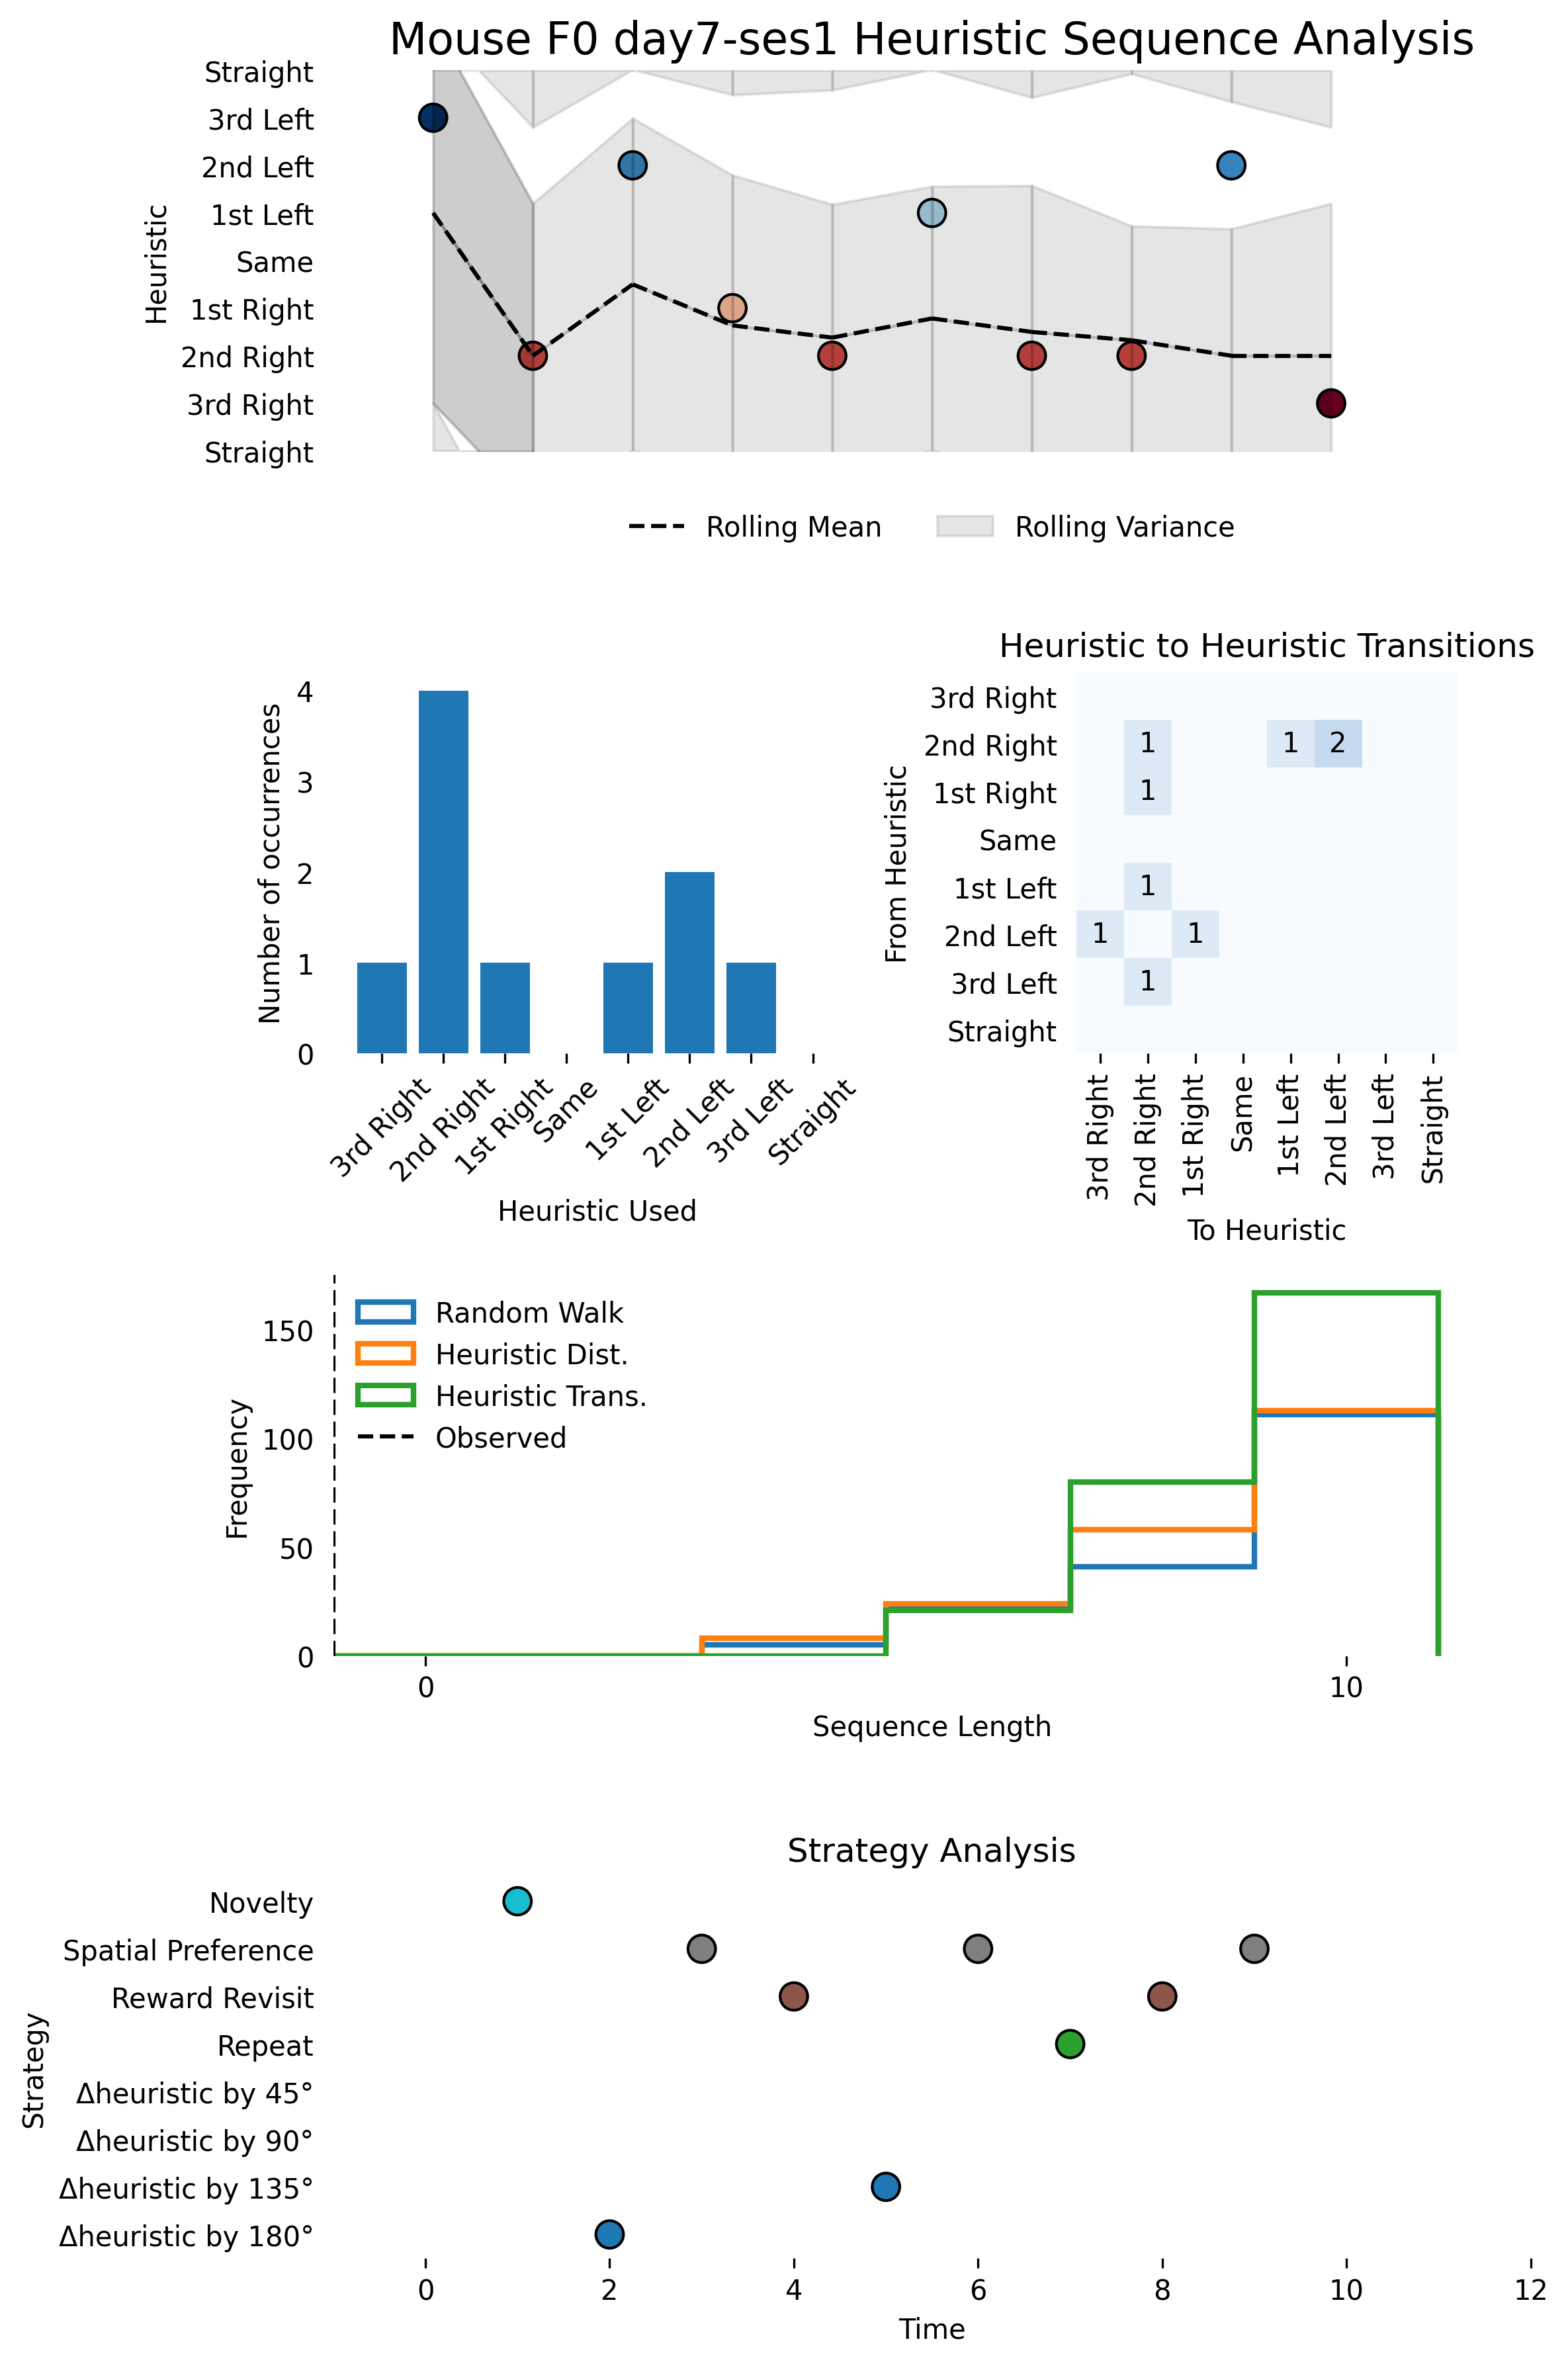 Mouse F0 day7-ses1 Heuristic Sequence Analysis
Heuristic
Straight
3rd Left
2nd Left
1st Left
Same
1st Right
2nd Right
3rd Right
Straight
Rolling Mean
Rolling Variance
Number of occurrences
4
3
2
1
0
3rd Right
2nd Right
1st Right
Same
1st Left
2nd Left
3rd Left
Straight
Heuristic Used
Heuristic to Heuristic Transitions
From Heuristic
3rd Right
2nd Right
1 1 2
1st Right
1
Same
1st Left
1
2nd Left
1 1
3rd Left
1
Straight
3rd Right
2nd Right
1st Right
Same
1st Left
2nd Left
3rd Left
Straight
To Heuristic
Frequency
150
100
50
0
Random Walk
Heuristic Dist.
Heuristic Trans.
Observed
0 10
Sequence Length
Strategy Analysis
Strategy
Novelty
Spatial Preference
Reward Revisit
Repeat
Δheuristic by 45°
Δheuristic by 90°
Δheuristic by 135°
Δheuristic by 180°
0 2 4 6 8 10 12
Time